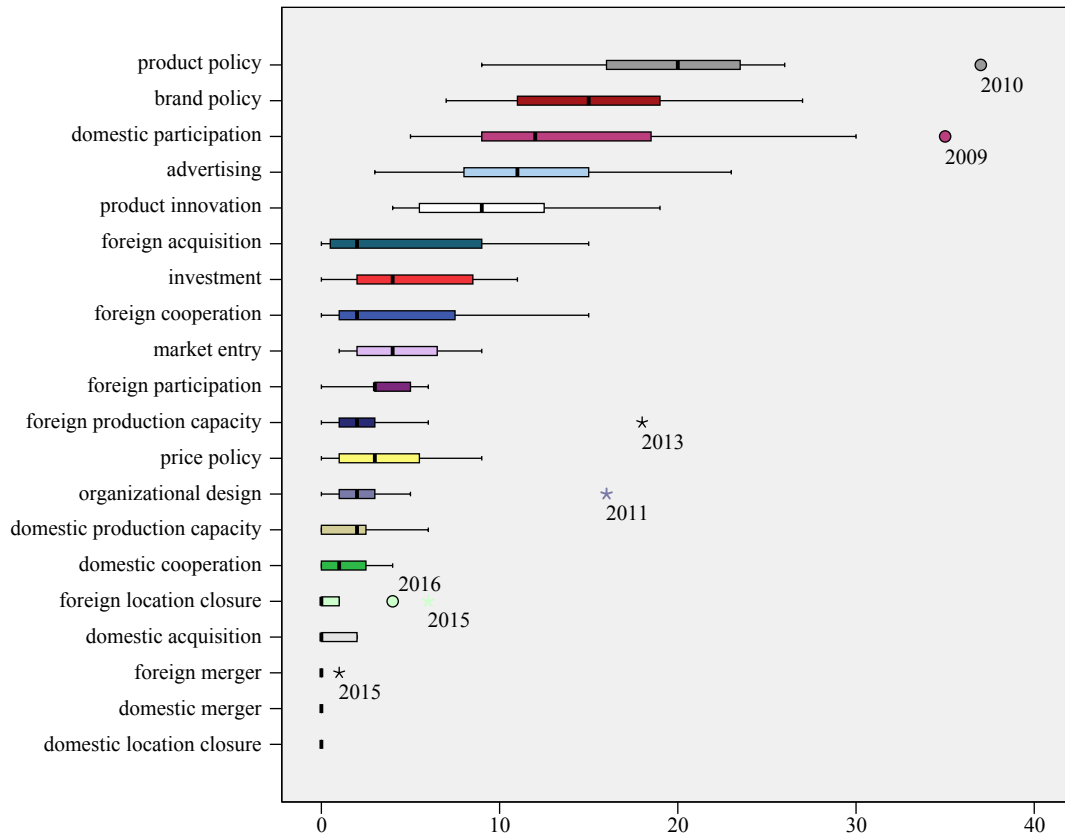 product policy
2010
brand policy
domestic participation
2009
advertising
product innovation
foreign acquisition
investment
foreign cooperation
market entry
foreign participation
foreign production capacity
2013
price policy
organizational design
2011
domestic production capacity
domestic cooperation
2016
foreign location closure
2015
domestic acquisition
foreign merger
2015
domestic merger
domestic location closure
0 10 20 30 40